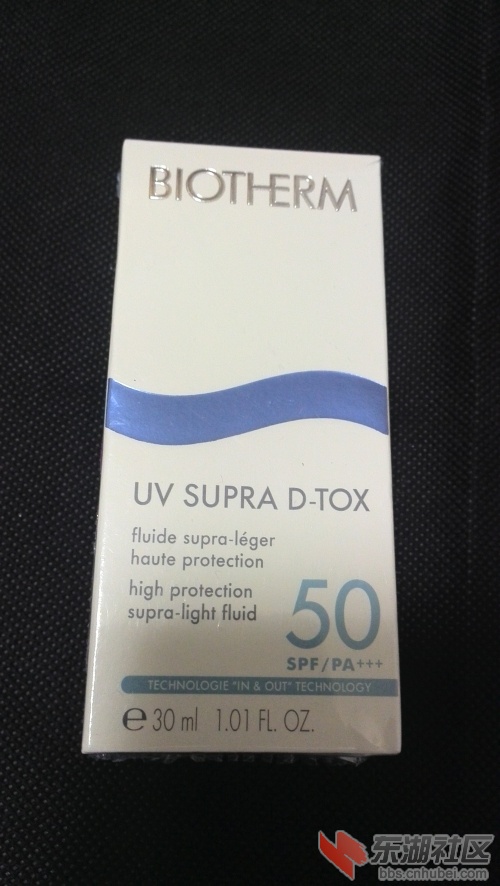 BIOTHERM
UV SUPRA D-TOX
fluide supra-léger
haute protection
high protection
supra-light fluid
50
SPF/PA+++
TECHNOLOGIE "IN & OUT" TECHNOLOGY
e 30 ml 1.01 FL. OZ.
东湖社区
bbs.cnhubei.com